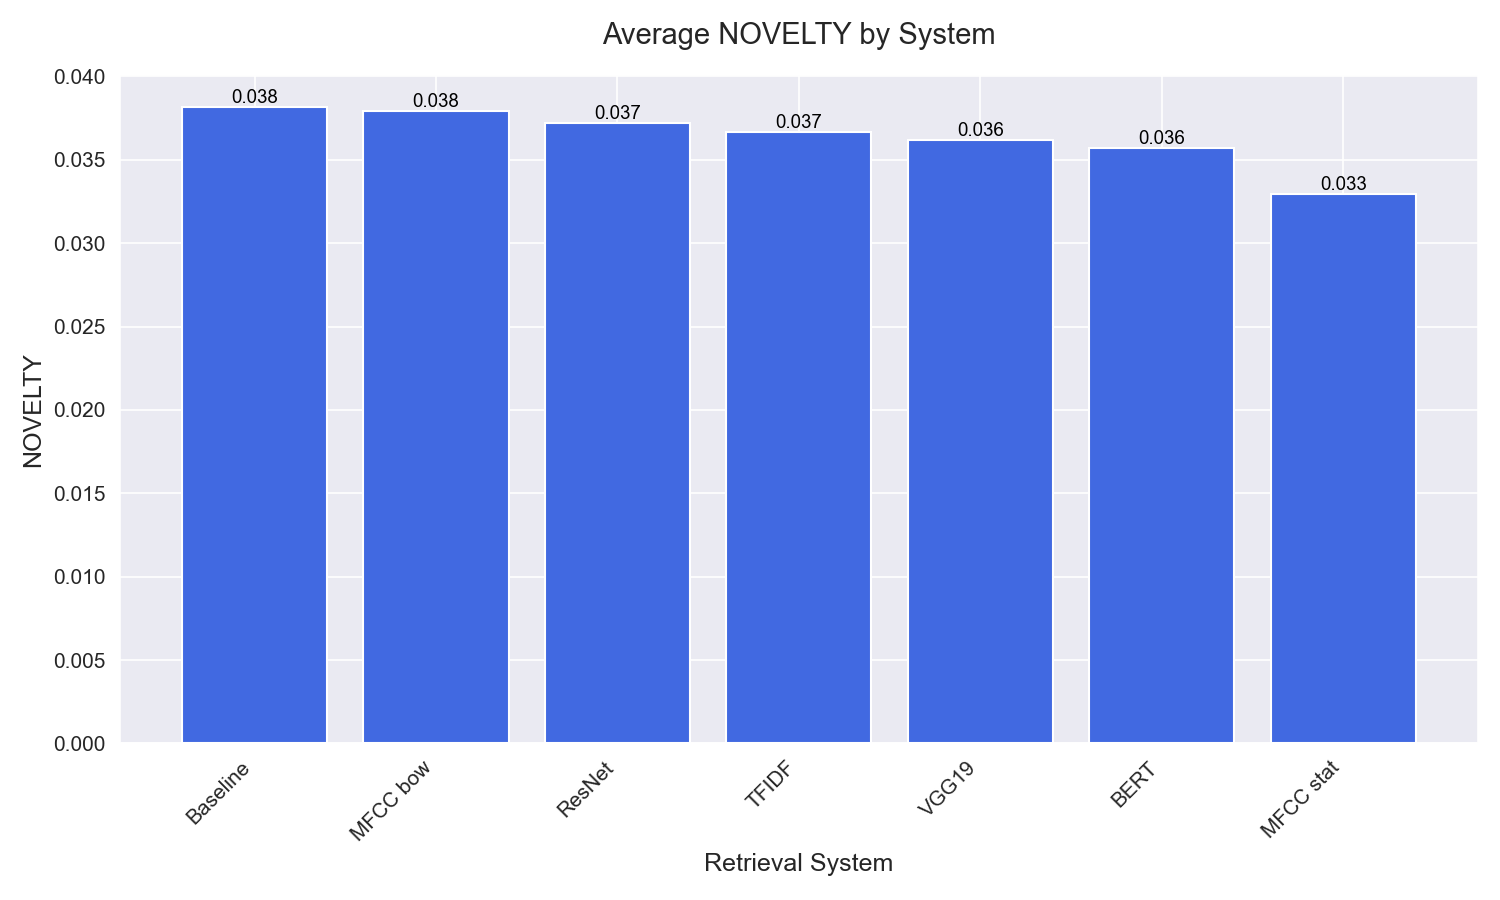 Average NOVELTY by System
NOVELTY
0.040
0.035
0.030
0.025
0.020
0.015
0.010
0.005
0.000
0.038
0.038
0.037
0.037
0.036
0.036
0.033
Baseline
MFCC bow
ResNet
TFIDF
VGG19
BERT
MFCC stat
Retrieval System